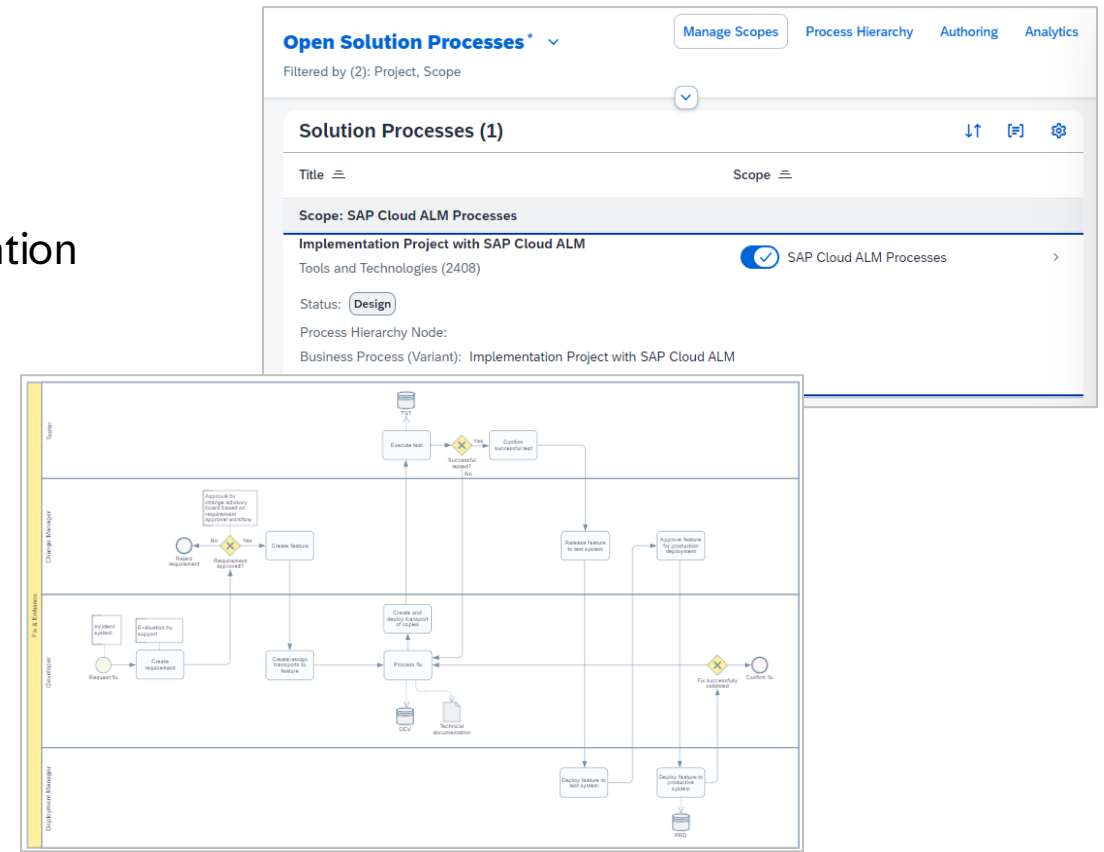 Open Solution Processes*
Manage Scopes
Process Hierarchy
Authoring
Analytics
Filtered by (2): Project, Scope
Solution Processes (1)
Title
Scope
Scope: SAP Cloud ALM Processes
Implementation Project with SAP Cloud ALM
Tools and Technologies (2408)
SAP Cloud ALM Processes
Status: Design
Process Hierarchy Node:
Business Process (Variant): Implementation Project with SAP Cloud ALM
Fix & Enhance
Tester
TST
Execute test
Successful
tested?
Yes
No
Confirm
successful test
Change Manager
Approval by
change advisory
board based on
requirement
approval workflow
Reject
requirement
No
Yes
Requirement
approved?
Create feature
Release feature
to test system
Approve feature
for production
deployment
Developer
Incident
system
Evaluation by
support
Request fix
Create
requirement
Create/assign
transports to
feature
Create and
deploy transport
of copies
Process fix
DEV
Technical
documentation
Fix successfully
validated
Confirm fix
Deployment Manager
Deploy feature to
test system
Deploy feature to
productive
system
PRD